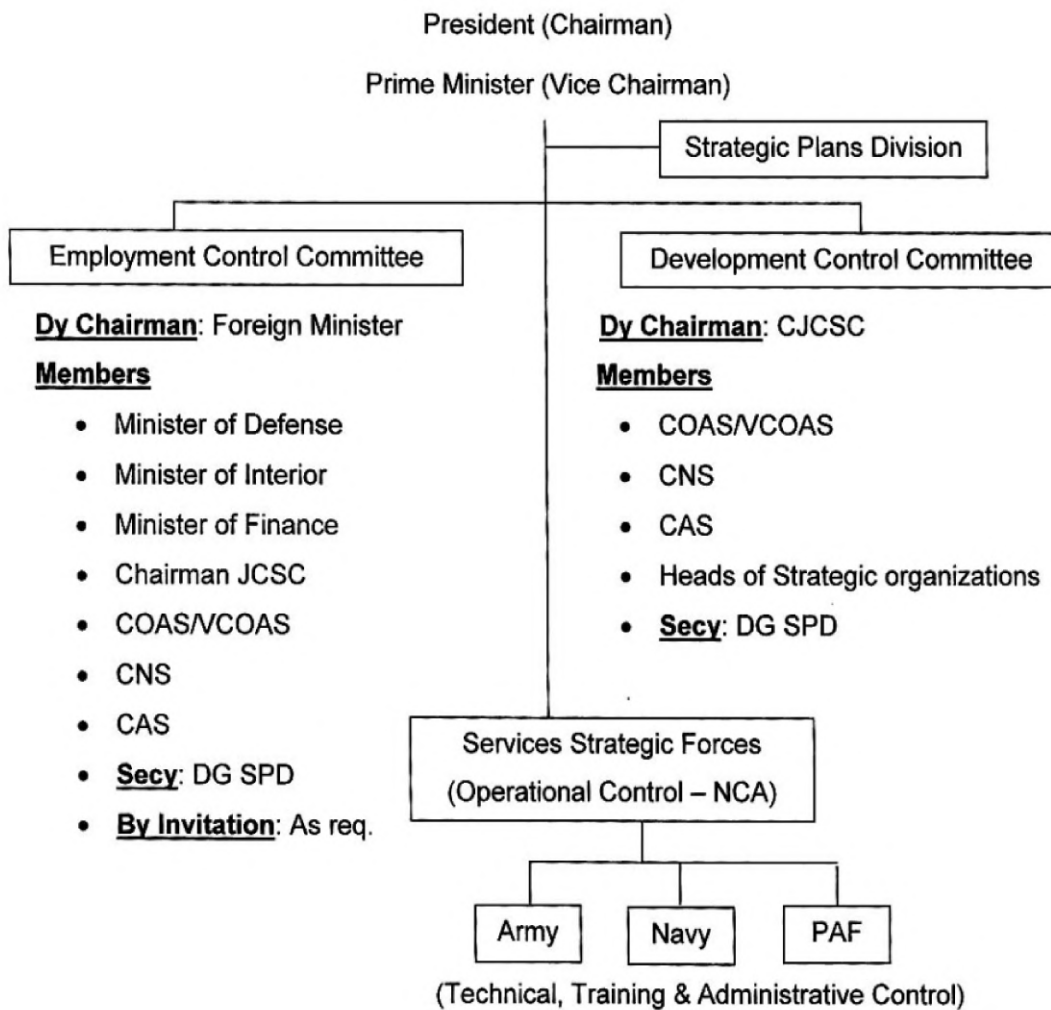 President (Chairman)
Prime Minister (Vice Chairman)
Strategic Plans Division
Employment Control Committee
Dy Chairman: Foreign Minister
Members
• Minister of Defense
• Minister of Interior
• Minister of Finance
• Chairman JCSC
• COAS/VCOAS
• CNS
• CAS
• Secy: DG SPD
• By Invitation: As req.
Development Control Committee
Dy Chairman: CJCSC
Members
• COAS/VCOAS
• CNS
• CAS
• Heads of Strategic organizations
• Secy: DG SPD
Services Strategic Forces
(Operational Control – NCA)
Army
Navy
PAF
(Technical, Training & Administrative Control)